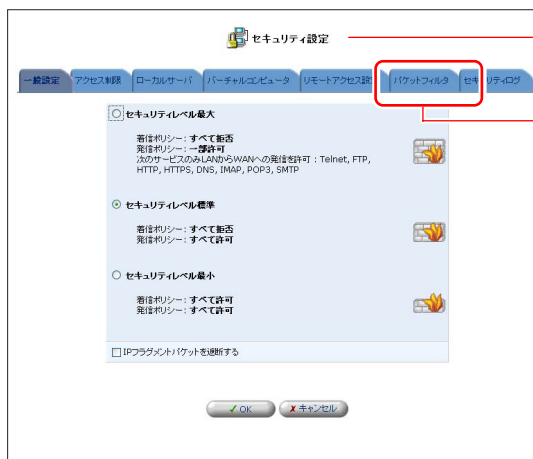 セキュリティ設定
一般設定 アクセス制限 ローカルサーバ バーチャルコンピュータ リモートアクセス設 パケットフィルタ セキュリティログ
セキュリティレベル最大
着信ポリシー: すべて拒否
発信ポリシー: 一部許可
次のサービスのみLANからWANへの発信を許可 : Telnet, FTP,
HTTP, HTTPS, DNS, IMAP, POP3, SMTP
セキュリティレベル標準
着信ポリシー: すべて拒否
発信ポリシー: すべて許可
セキュリティレベル最小
着信ポリシー: すべて許可
発信ポリシー: すべて許可
IPフラグメントパケットを遮断する
OK キャンセル